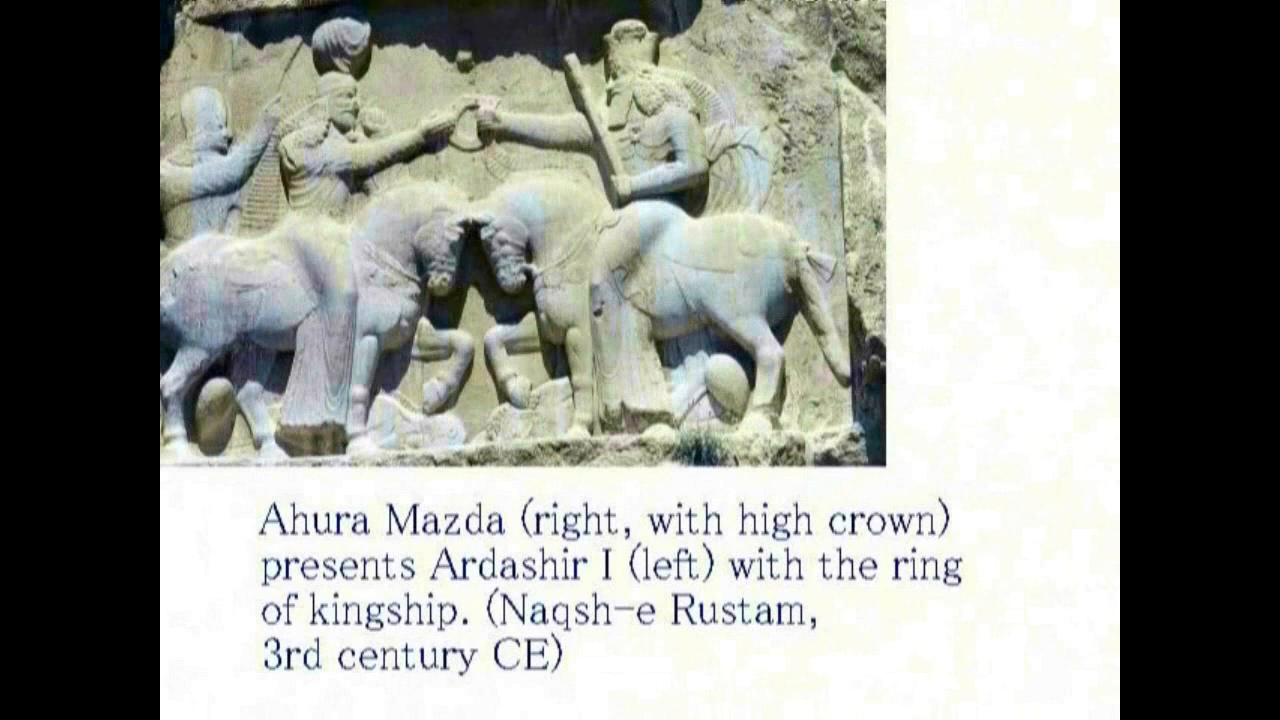 Ahura Mazda (right, with high crown)
presents Ardashir I (left) with the ring
of kingship. (Naqsh-e Rustam,
3rd century CE)